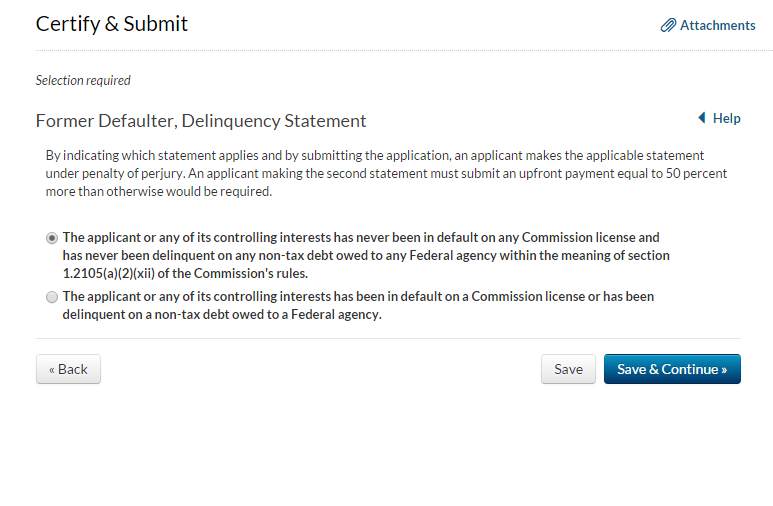 Certify & Submit
Attachments
Selection required
Former Defaulter, Delinquency Statement
Help
By indicating which statement applies and by submitting the application, an applicant makes the applicable statement
under penalty of perjury. An applicant making the second statement must submit an upfront payment equal to 50 percent
more than otherwise would be required.
The applicant or any of its controlling interests has never been in default on any Commission license and
has never been delinquent on any non-tax debt owed to any Federal agency within the meaning of section
1.2105(a)(2)(xii) of the Commission's rules.
The applicant or any of its controlling interests has been in default on a Commission license or has been
delinquent on a non-tax debt owed to a Federal agency.
« Back
Save
Save & Continue »